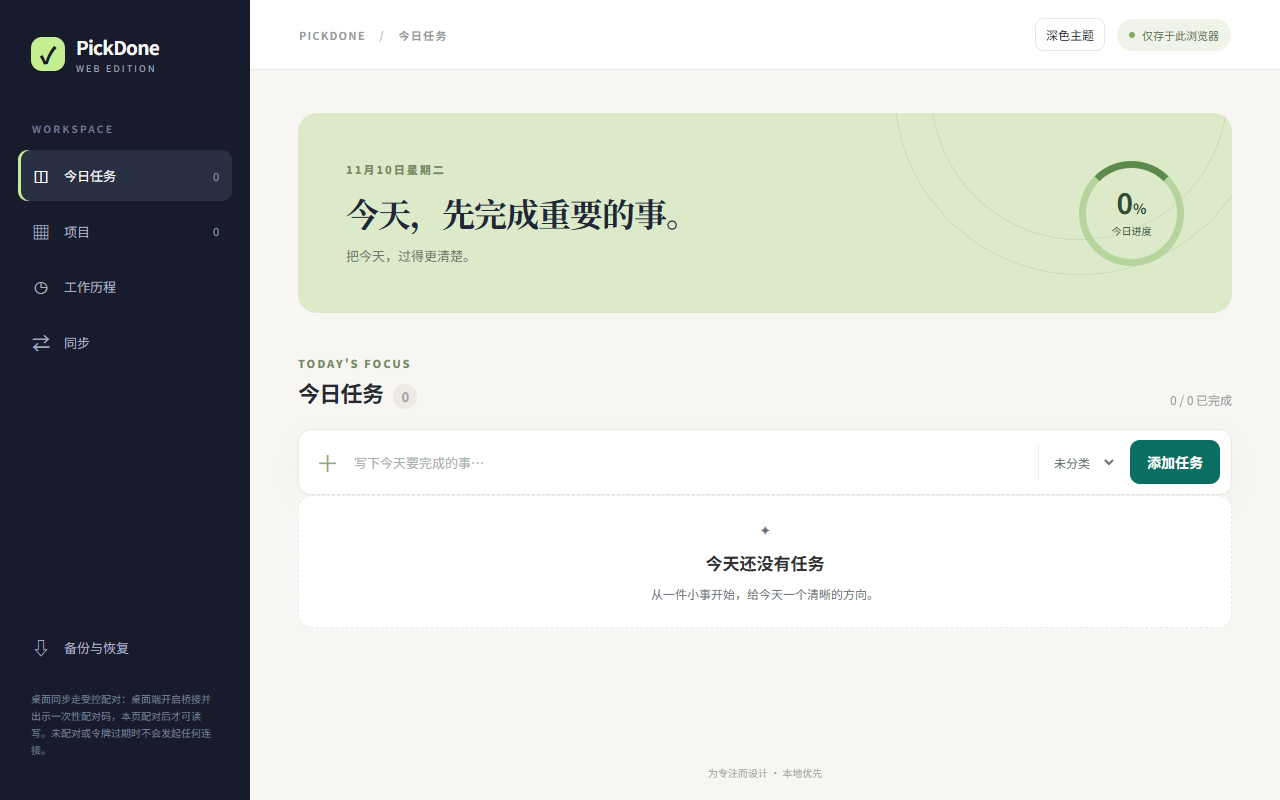 PickDone
WEB EDITION
WORKSPACE
今日任务 0
项目 0
工作历程
同步
备份与恢复
桌面同步走受控配对：桌面端开启桥接并
出示一次性配对码，本页配对后才可读
写。未配对或令牌过期时不会发起任何连
接。
PICKDONE / 今日任务
深色主题
仅存于此浏览器
11月10日星期二
今天，先完成重要的事。
把今天，过得更清楚。
0%
今日进度
TODAY'S FOCUS
今日任务 0
0 / 0 已完成
写下今天要完成的事…
未分类
添加任务
今天还没有任务
从一件小事开始，给今天一个清晰的方向。
为专注而设计 · 本地优先